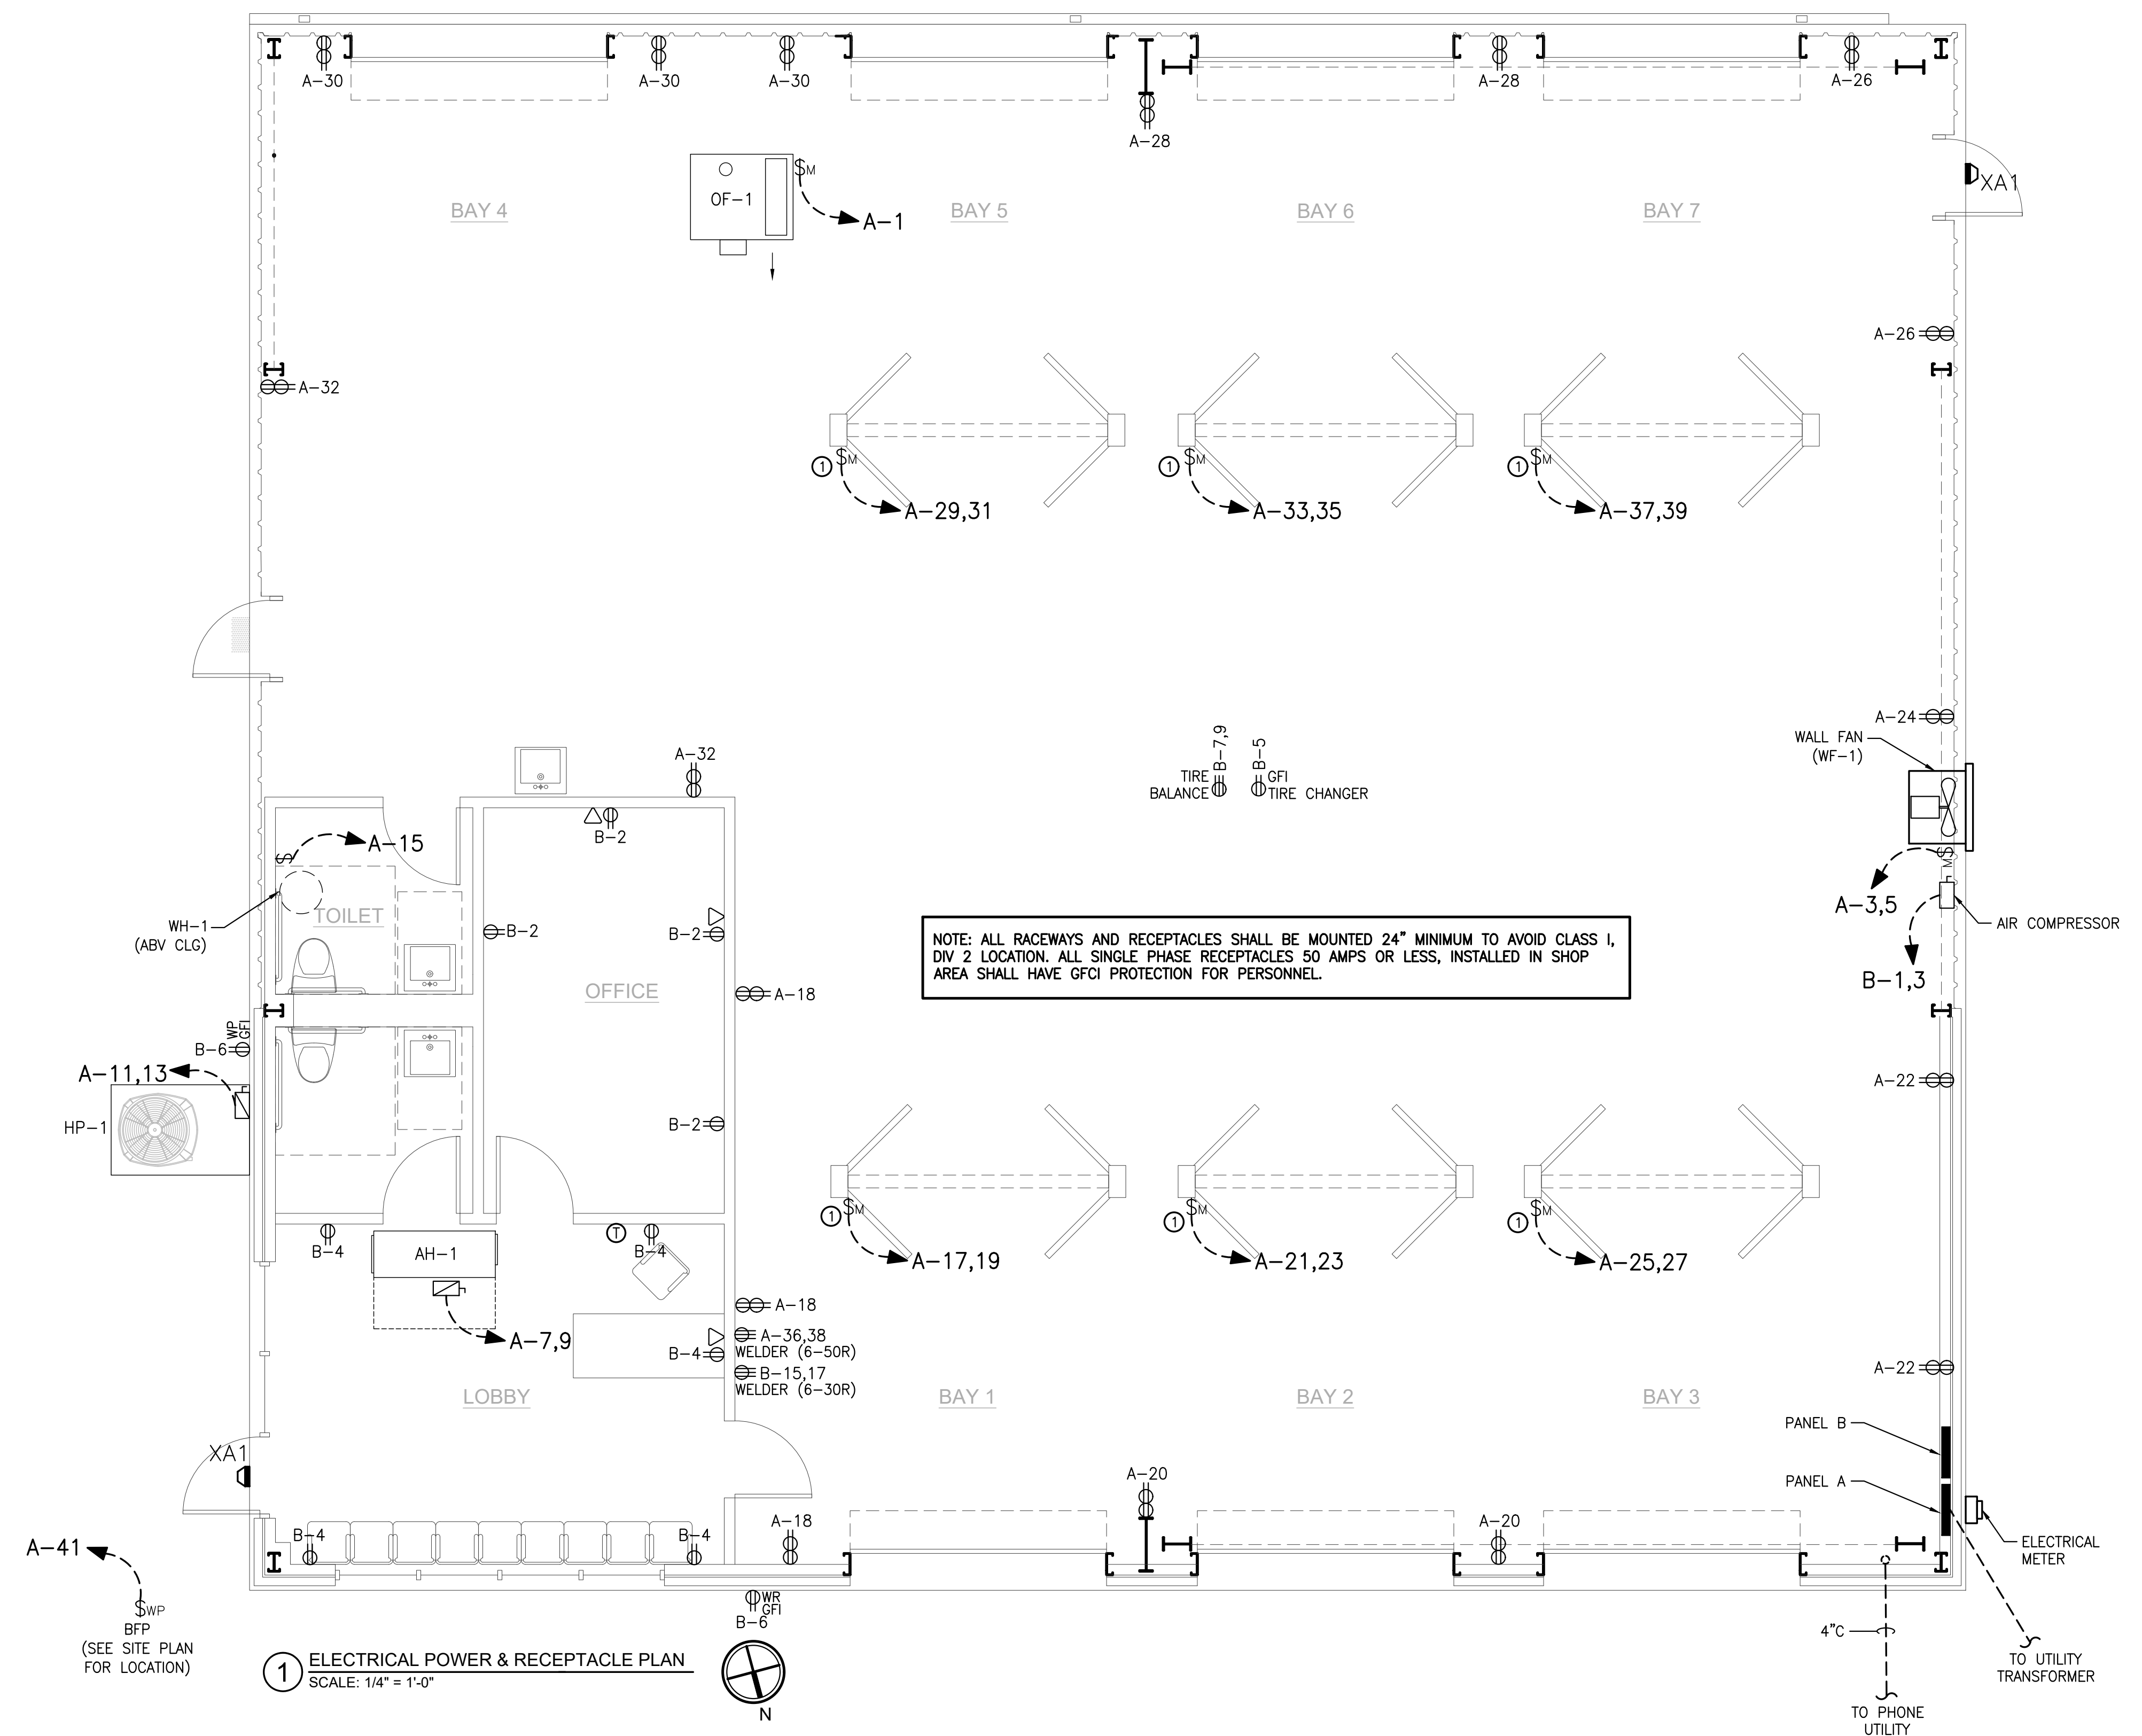 A-30
A-30
A-30
A-28
A-28
A-26
OF-1
$M
A-1
BAY 4
BAY 5
BAY 6
BAY 7
XA1
A-26
A-32
1 $M
A-29,31
1 $M
A-33,35
1 $M
A-37,39
A-24
WALL FAN
(WF-1)
A-32
TIRE
BALANCE
B-7,9
B-5
GFI
TIRE CHANGER
B-2
$
A-15
WH-1
(ABV CLG)
TOILET
B-2
B-2
OFFICE
$M
A-3,5
AIR COMPRESSOR
B-1,3
NOTE: ALL RACEWAYS AND RECEPTACLES SHALL BE MOUNTED 24" MINIMUM TO AVOID CLASS I,
DIV 2 LOCATION. ALL SINGLE PHASE RECEPTACLES 50 AMPS OR LESS, INSTALLED IN SHOP
AREA SHALL HAVE GFCI PROTECTION FOR PERSONNEL.
A-18
WP
GFI
B-6
A-11,13
HP-1
B-2
A-22
B-4
AH-1
T
B-4
A-7,9
1 $M
A-17,19
1 $M
A-21,23
1 $M
A-25,27
A-18
A-36,38
WELDER (6-50R)
B-4
B-15,17
WELDER (6-30R)
A-22
LOBBY
BAY 1
BAY 2
BAY 3
PANEL B
PANEL A
XA1
B-4
B-4
A-18
A-20
A-20
ELECTRICAL
METER
A-41
$WP
BFP
(SEE SITE PLAN
FOR LOCATION)
WR
GFI
B-6
4"C
TO UTILITY
TRANSFORMER
TO PHONE
UTILITY
1 ELECTRICAL POWER & RECEPTACLE PLAN
SCALE: 1/4" = 1'-0"
N